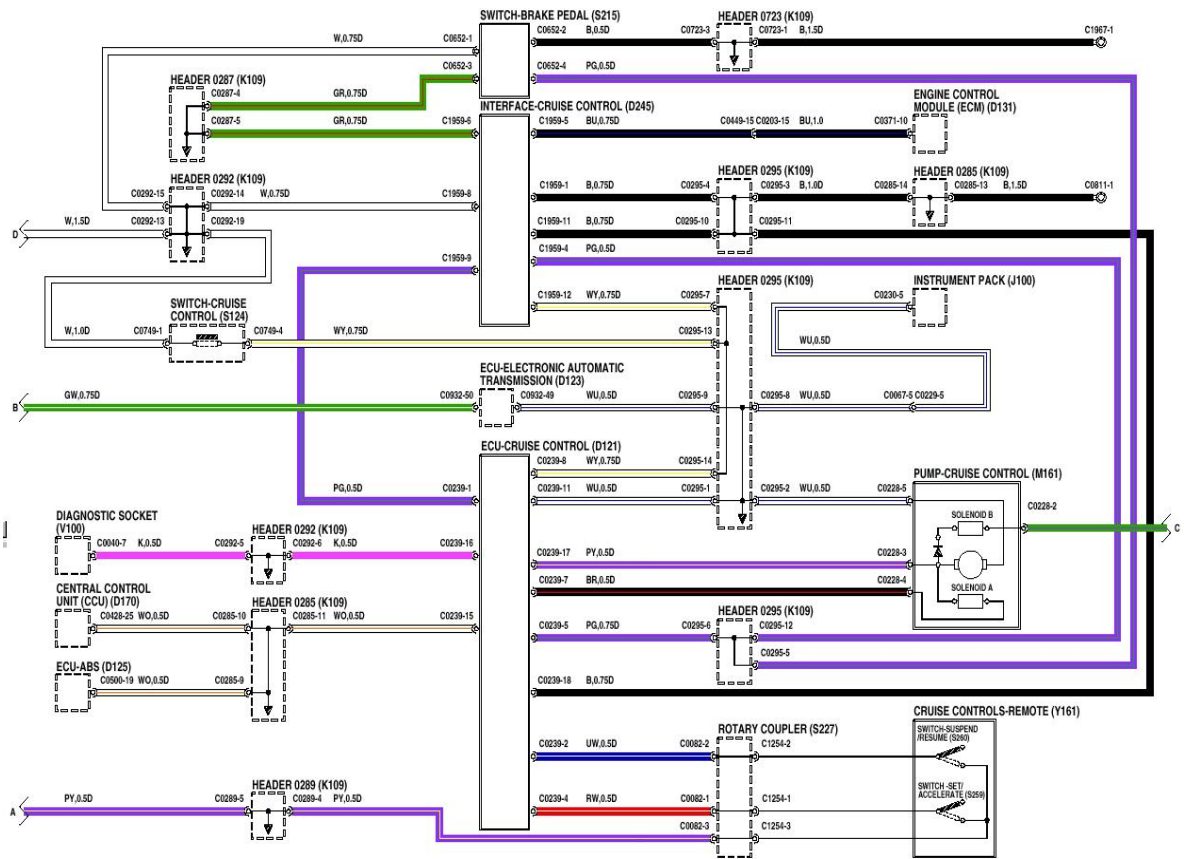 SWITCH-BRAKE PEDAL (S215)
HEADER 0723 (K109)
W,0.75D
C0652-1
C0652-2
B,0.5D
C0723-3
C0723-1
B,1.5D
C1967-1
C0652-3
C0652-4
PG,0.5D
HEADER 0287 (K109)
C0287-4
GR,0.75D
INTERFACE-CRUISE CONTROL (D245)
ENGINE CONTROL
MODULE (ECM) (D131)
C0287-5
GR,0.75D
C1959-6
C1959-5
BU,0.75D
C0449-15
C0203-15
BU,1.0
C0371-10
HEADER 0292 (K109)
HEADER 0295 (K109)
HEADER 0285 (K109)
C0292-15
C0292-14
W,0.75D
C1959-8
C1959-1
B,0.75D
C0295-4
C0295-3
B,1.0D
C0285-14
C0285-13
B,1.5D
C0811-1
D
W,1.5D
C0292-13
C0292-19
C1959-11
B,0.75D
C0295-10
C0295-11
C1959-9
C1959-4
PG,0.5D
HEADER 0295 (K109)
INSTRUMENT PACK (J100)
C1959-12
WY,0.75D
C0295-7
C0230-5
SWITCH-CRUISE
CONTROL (S124)
W,1.0D
C0749-1
C0749-4
WY,0.75D
C0295-13
WU,0.5D
ECU-ELECTRONIC AUTOMATIC
TRANSMISSION (D123)
B
GW,0.75D
C0932-50
C0932-49
WU,0.5D
C0295-9
C0295-8
WU,0.5D
C0067-5
C0229-5
ECU-CRUISE CONTROL (D121)
C0239-8
WY,0.75D
C0295-14
PUMP-CRUISE CONTROL (M161)
PG,0.5D
C0239-1
C0239-11
WU,0.5D
C0295-1
C0295-2
WU,0.5D
C0228-5
C0228-2
SOLENOID B
C
DIAGNOSTIC SOCKET
(V100)
HEADER 0292 (K109)
C0040-7
K,0.5D
C0292-5
C0292-6
K,0.5D
C0239-16
C0239-17
PY,0.5D
C0228-3
C0239-7
BR,0.5D
C0228-4
SOLENOID A
CENTRAL CONTROL
UNIT (CCU) (D170)
HEADER 0285 (K109)
HEADER 0295 (K109)
C0428-25
WO,0.5D
C0285-10
C0285-11
WO,0.5D
C0239-15
C0239-5
PG,0.75D
C0295-6
C0295-12
C0295-5
ECU-ABS (D125)
C0500-19
WO,0.5D
C0285-9
C0239-18
B,0.75D
CRUISE CONTROLS-REMOTE (Y161)
ROTARY COUPLER (S227)
SWITCH-SUSPEND
/RESUME (S260)
C0239-2
UW,0.5D
C0082-2
C1254-2
HEADER 0289 (K109)
SWITCH -SET/
ACCELERATE (S259)
A
PY,0.5D
C0289-5
C0289-4
PY,0.5D
C0239-4
RW,0.5D
C0082-1
C1254-1
C0082-3
C1254-3